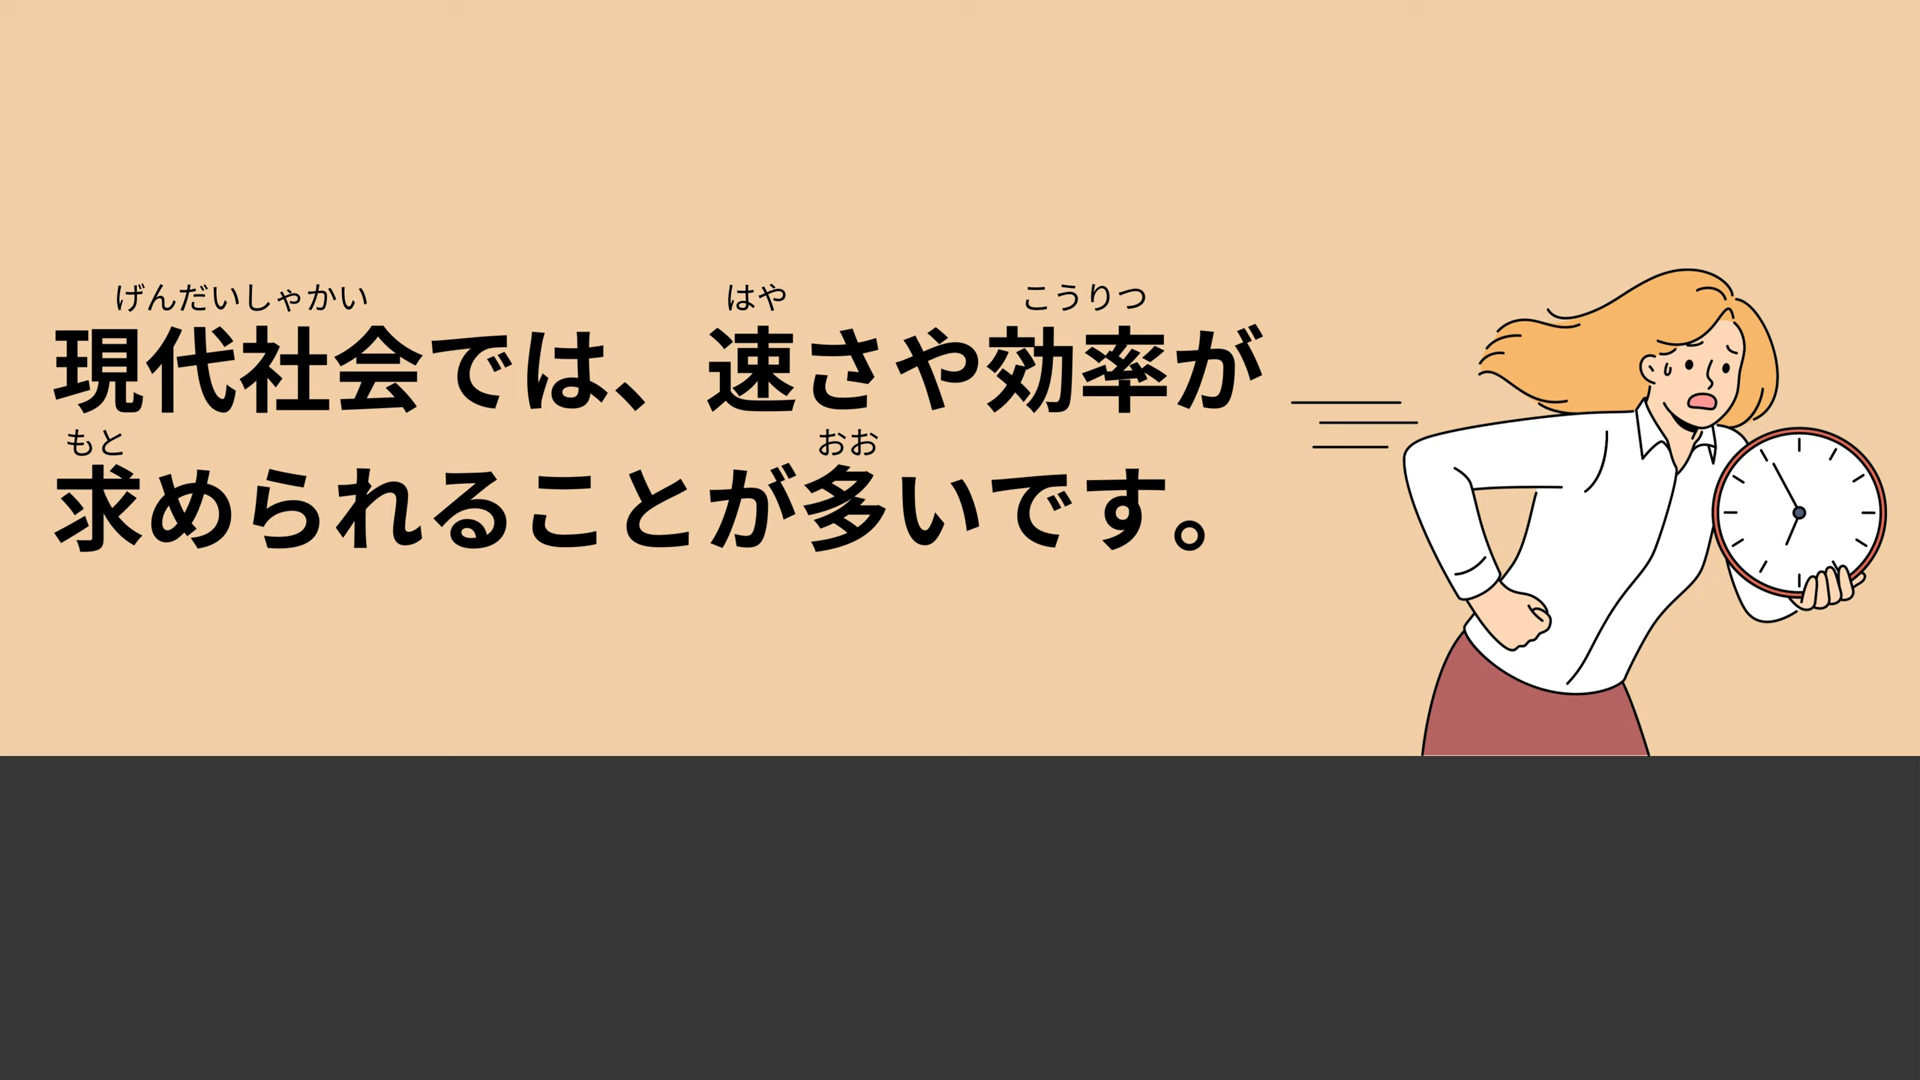 げんだいしゃかい はや こうりつ
現代社会では、速さや効率が
もと おお
求められることが多いです。